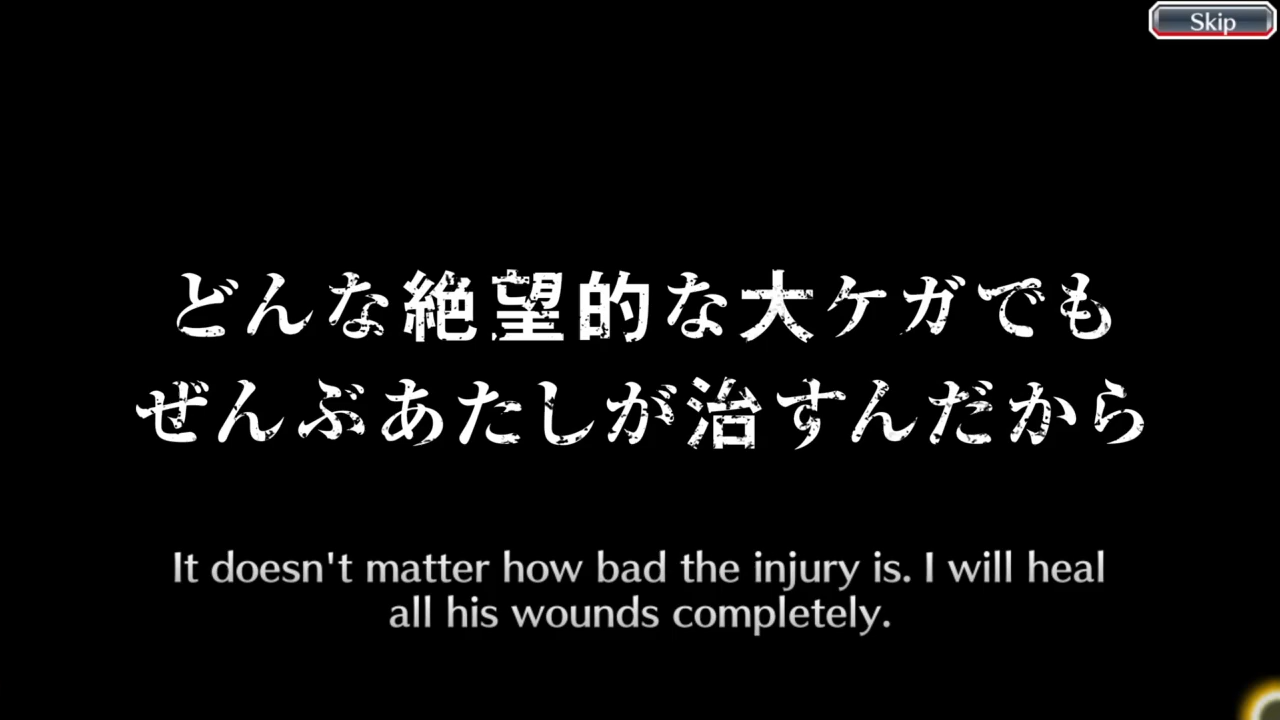 Skip
どんな絶望的な大ケガでも
ぜんぶあたしが治すんだから
It doesn't matter how bad the injury is. I will heal
all his wounds completely.